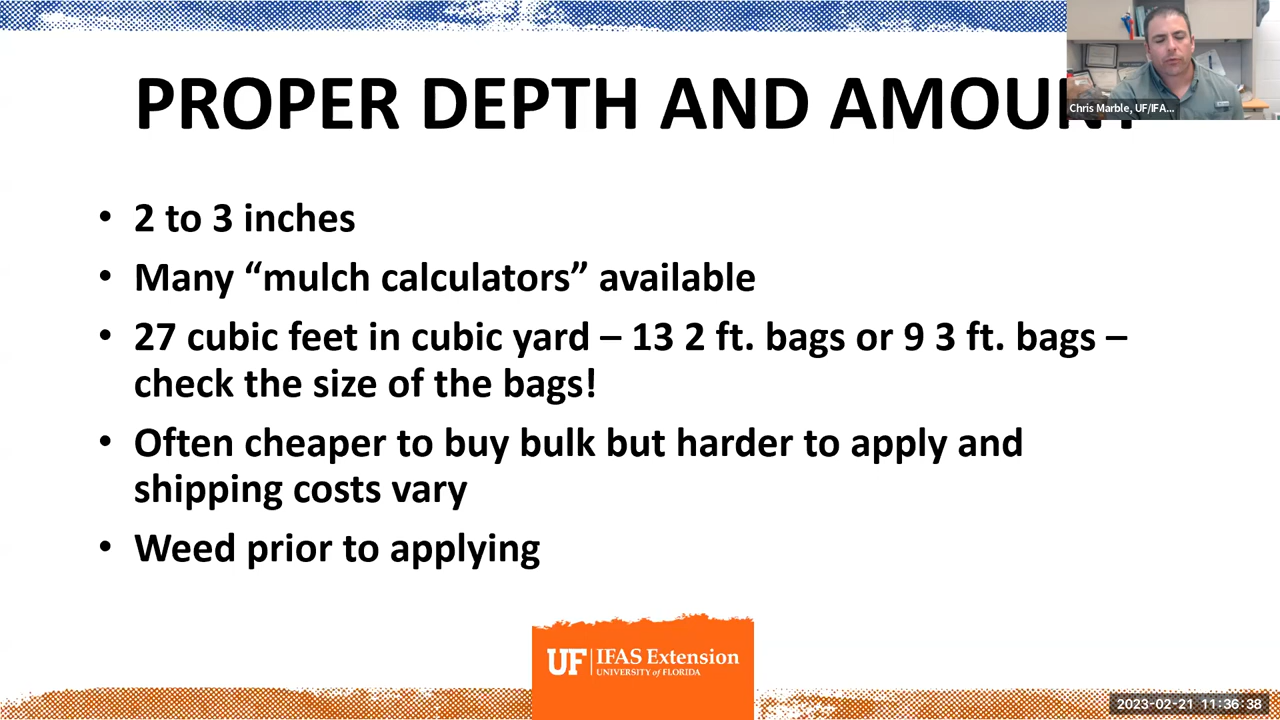 PROPER DEPTH AND AMOUNT
Chris Marble, UF/IFA...
• 2 to 3 inches
• Many “mulch calculators” available
• 27 cubic feet in cubic yard – 13 2 ft. bags or 9 3 ft. bags –
check the size of the bags!
• Often cheaper to buy bulk but harder to apply and
shipping costs vary
• Weed prior to applying
UF IFAS Extension
UNIVERSITY of FLORIDA
2023-02-21 11:36:38